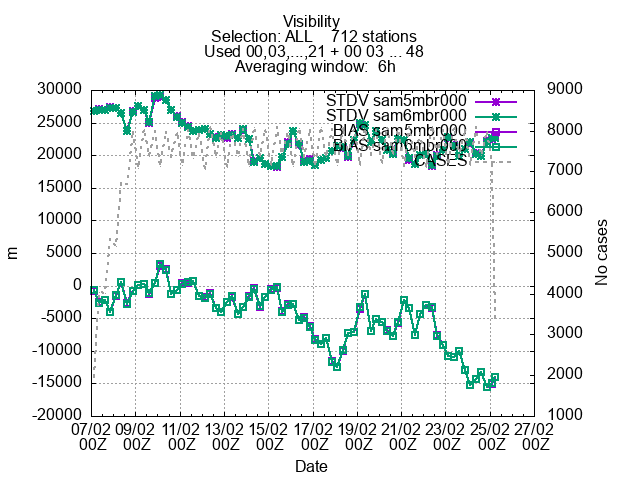 Visibility
Selection: ALL 712 stations
Used 00,03,...,21 + 00 03 ... 48
Averaging window: 6h
STDV sam5mbr000
STDV sam6mbr000
BIAS sam5mbr000
BIAS sam6mbr000
CASES
30000
25000
20000
15000
10000
5000
0
-5000
-10000
-15000
-20000
m
9000
8000
7000
6000
5000
4000
3000
2000
1000
No cases
07/02 09/02 11/02 13/02 15/02 17/02 19/02 21/02 23/02 25/02 27/02
00Z 00Z 00Z 00Z 00Z 00Z 00Z 00Z 00Z 00Z 00Z
Date